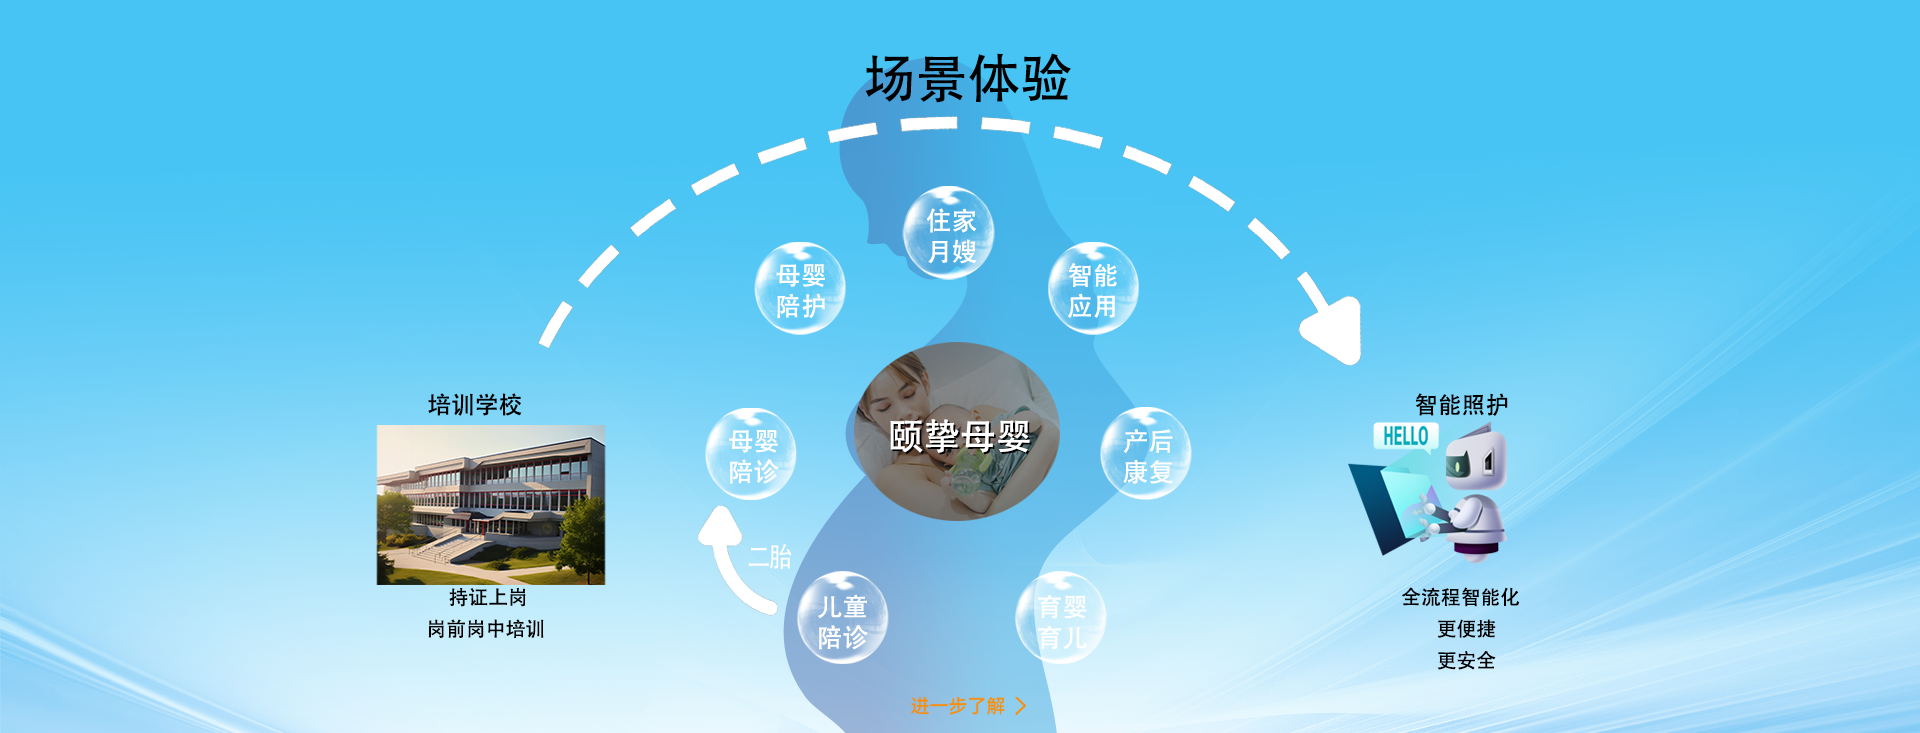 场景体验
住家
月嫂
母婴
陪护
智能
应用
培训学校
持证上岗
岗前岗中培训
母婴
陪诊
颐挚母婴
产后
康复
二胎
儿童
陪诊
育婴
育儿
智能照护
HELLO
全流程智能化
更便捷
更安全
进一步了解 >